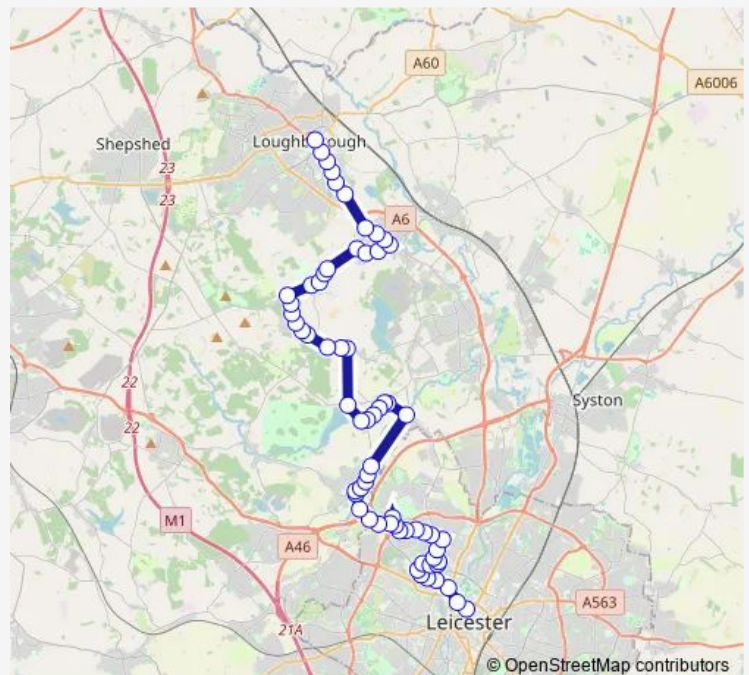 A60
A6006
Shepshed
Loughborough
23
23
A6
22
22
Syston
M1
A46
A563
Leicester
21A
© OpenStreetMap contributors